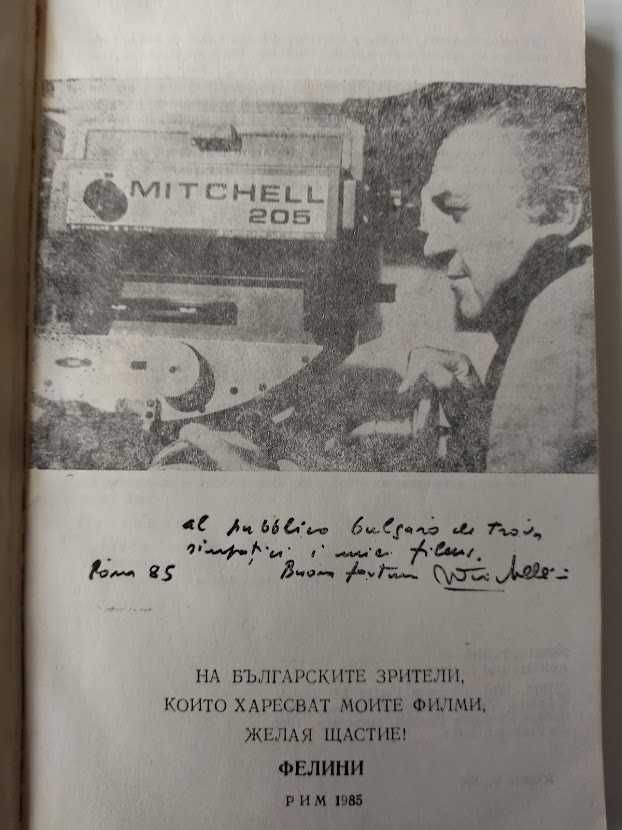 MITCHELL
205
al pubblico bulgaro che trova
simpatici i miei films.
Roma 85 Buona fortuna
НА БЪЛГАРСКИТЕ ЗРИТЕЛИ,
КОИТО ХАРЕСВАТ МОИТЕ ФИЛМИ,
ЖЕЛАЯ ЩАСТИЕ!
ФЕЛИНИ
РИМ 1985